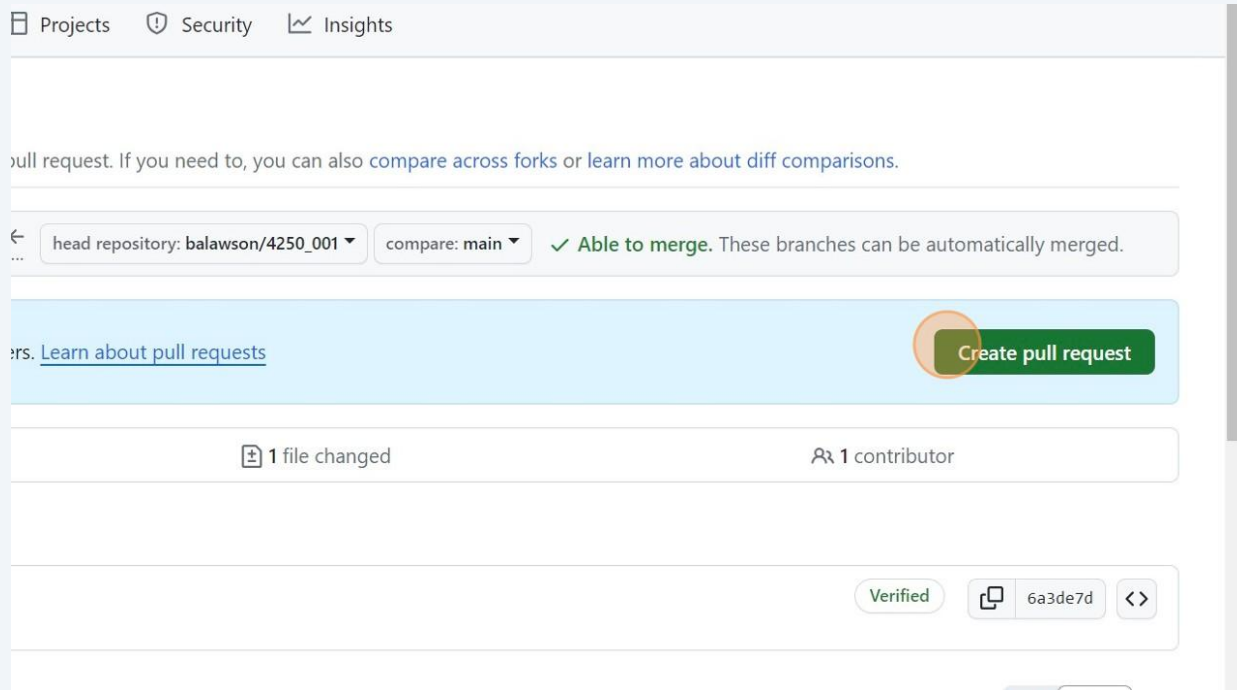 Projects Security Insights
pull request. If you need to, you can also compare across forks or learn more about diff comparisons.
head repository: balawson/4250_001 compare: main Able to merge. These branches can be automatically merged.
ers. Learn about pull requests Create pull request
1 file changed 1 contributor
Verified 6a3de7d